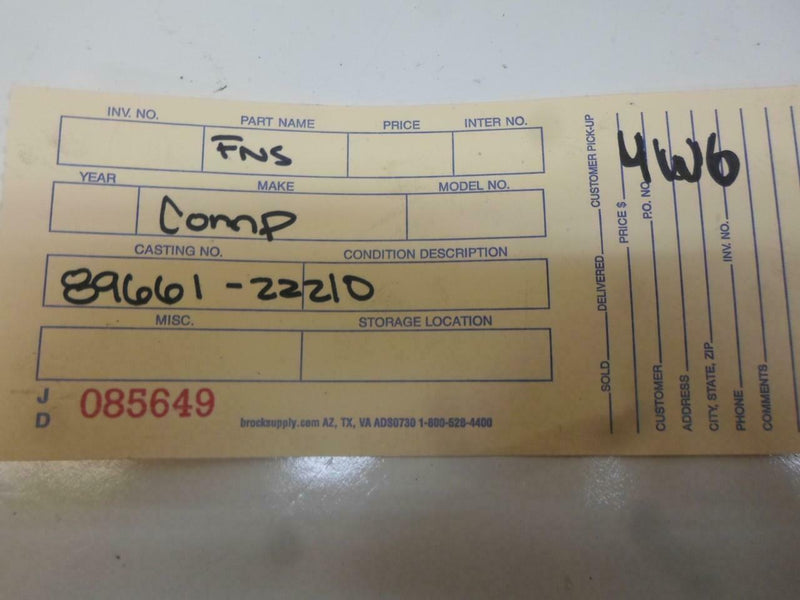 INV. NO. PART NAME PRICE INTER NO.
FNS
YEAR MAKE MODEL NO.
Comp
CASTING NO. CONDITION DESCRIPTION
89661-22210
MISC. STORAGE LOCATION
J
D
085649
brocksupply.com AZ, TX, VA ADS0730 1-800-528-4400
SOLD DELIVERED CUSTOMER PICK-UP
PRICE $
4W6
CUSTOMER P.O. NO.
ADDRESS
CITY, STATE, ZIP
PHONE INV. NO.
COMMENTS